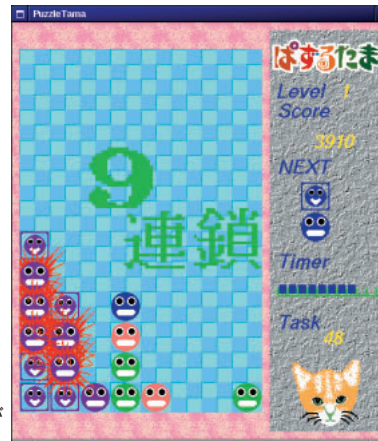 PuzzleTama
ぱずるたま
Level 1
Score
3910
NEXT
9
連鎖
Timer
Task
48